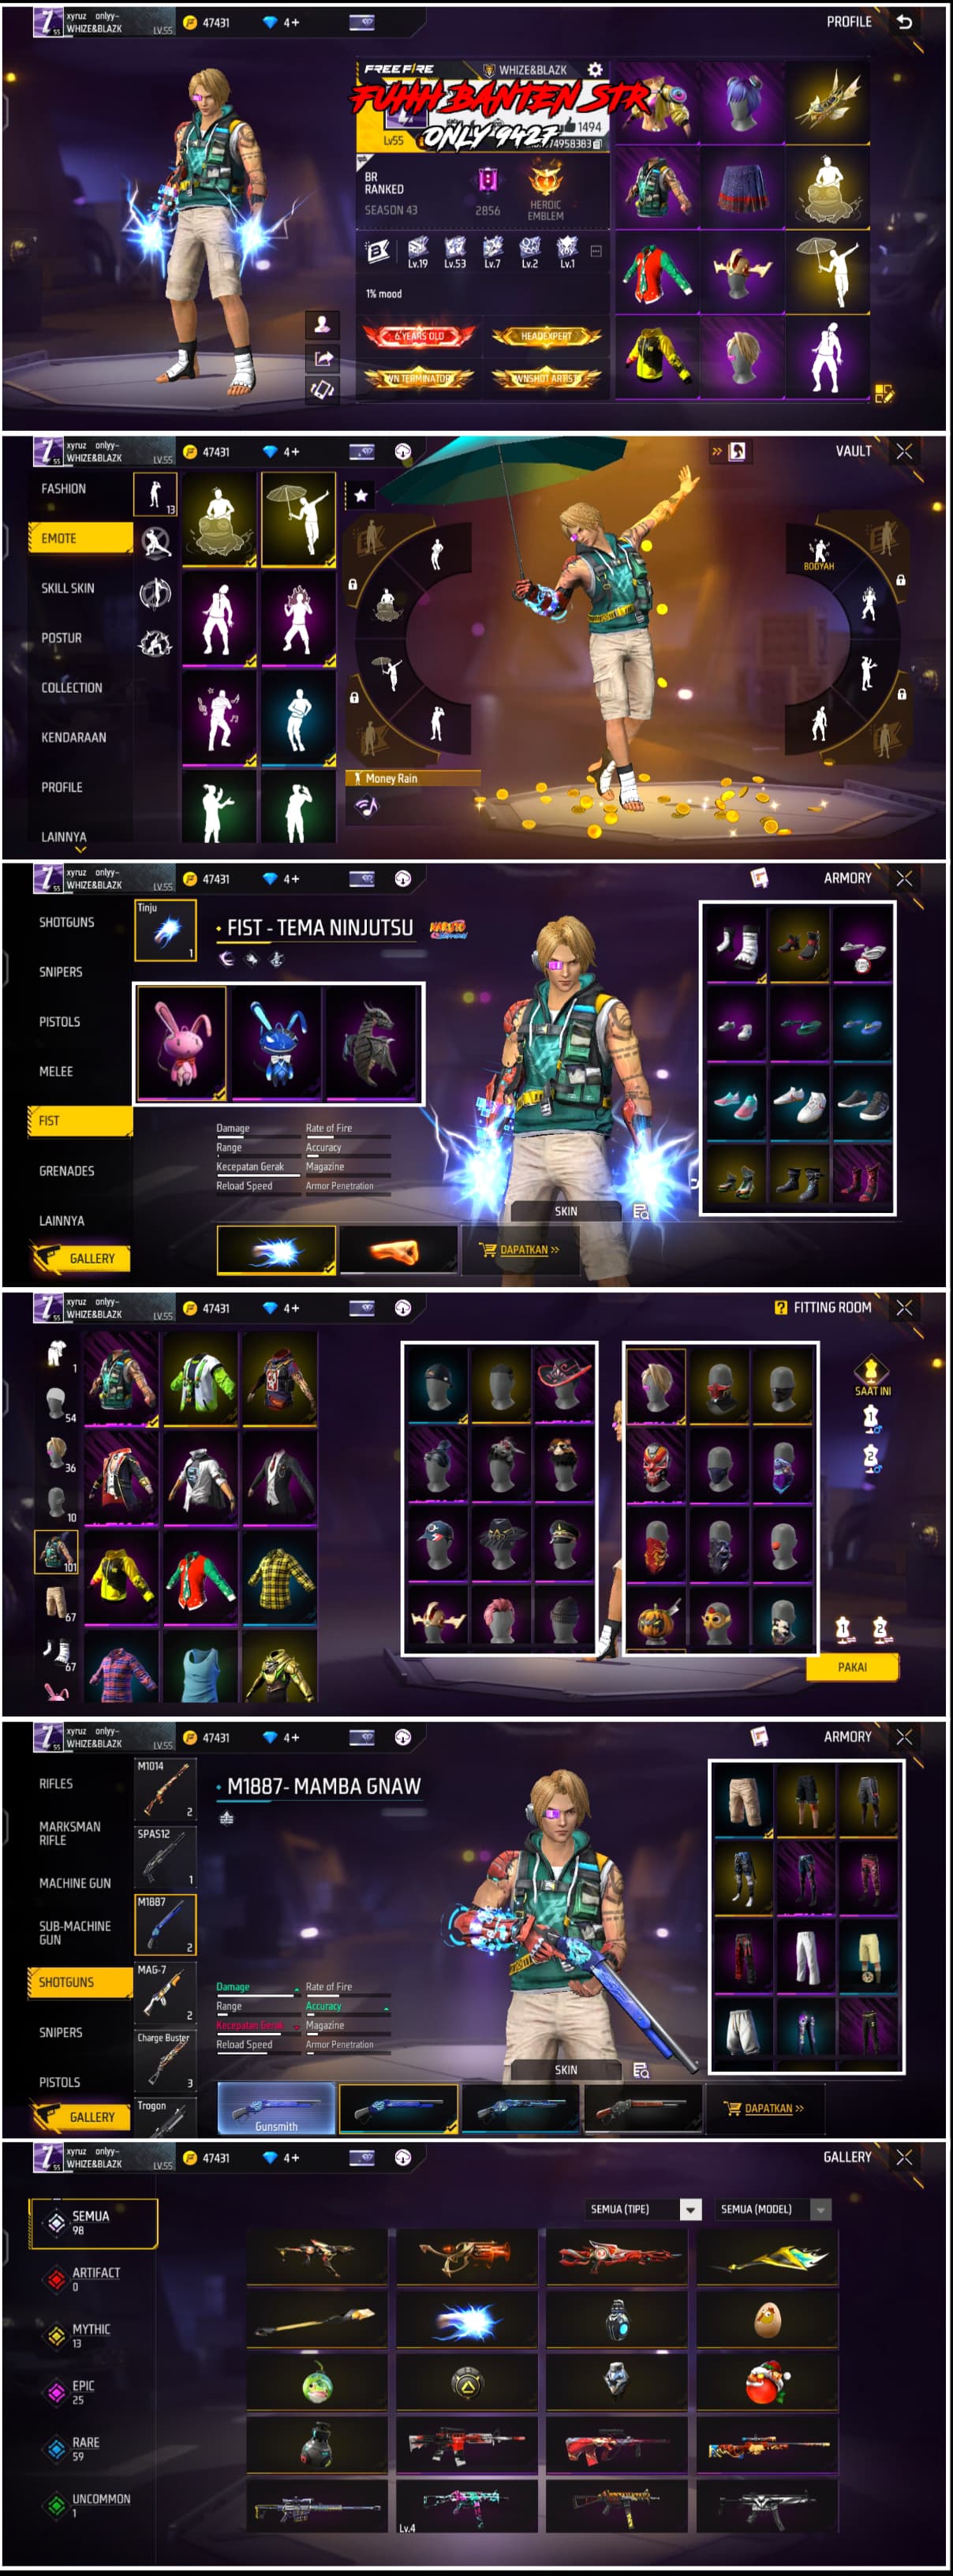 xyruz onlyy~
WHIZE&BLAZK
LV.55
47431
4+
PROFILE
FREE FIRE
WHIZE&BLAZK
FUHH BANTEN STR
ONLY 9427
Lv55
1494
74958383
BR
RANKED
SEASON 43
2856
HEROIC
EMBLEM
Lv.19
Lv.53
Lv.7
Lv.2
Lv.1
1% mood
6 YEARS OLD
HEADEXPERT
WN TERMINATOR
WNSHOT ARTIST
xyruz onlyy~
WHIZE&BLAZK
LV.55
47431
4+
VAULT
FASHION
EMOTE
SKILL SKIN
POSTUR
COLLECTION
KENDARAAN
PROFILE
LAINNYA
13
BOOYAH
Money Rain
xyruz onlyy~
WHIZE&BLAZK
LV.55
47431
4+
ARMORY
SHOTGUNS
SNIPERS
PISTOLS
MELEE
FIST
GRENADES
LAINNYA
GALLERY
Tinju
1
FIST - TEMA NINJUTSU
NARUTO
Damage
Rate of Fire
Range
Accuracy
Kecepatan Gerak
Magazine
Reload Speed
Armor Penetration
SKIN
DAPATKAN >>
xyruz onlyy~
WHIZE&BLAZK
LV.55
47431
4+
FITTING ROOM
1
54
36
10
101
67
67
SAAT INI
1
2
1
2
PAKAI
xyruz onlyy~
WHIZE&BLAZK
LV.55
47431
4+
ARMORY
RIFLES
MARKSMAN
RIFLE
MACHINE GUN
SUB-MACHINE
GUN
SHOTGUNS
SNIPERS
PISTOLS
GALLERY
M1014
2
SPAS12
1
M1887
2
MAG-7
2
Charge Buster
3
Trogon
M1887- MAMBA GNAW
Damage
Rate of Fire
Range
Accuracy
Kecepatan Gerak
Magazine
Reload Speed
Armor Penetration
SKIN
Gunsmith
DAPATKAN >>
xyruz onlyy~
WHIZE&BLAZK
LV.55
47431
4+
GALLERY
SEMUA
98
ARTIFACT
0
MYTHIC
13
EPIC
25
RARE
59
UNCOMMON
1
SEMUA (TIPE)
SEMUA (MODEL)
Lv.4